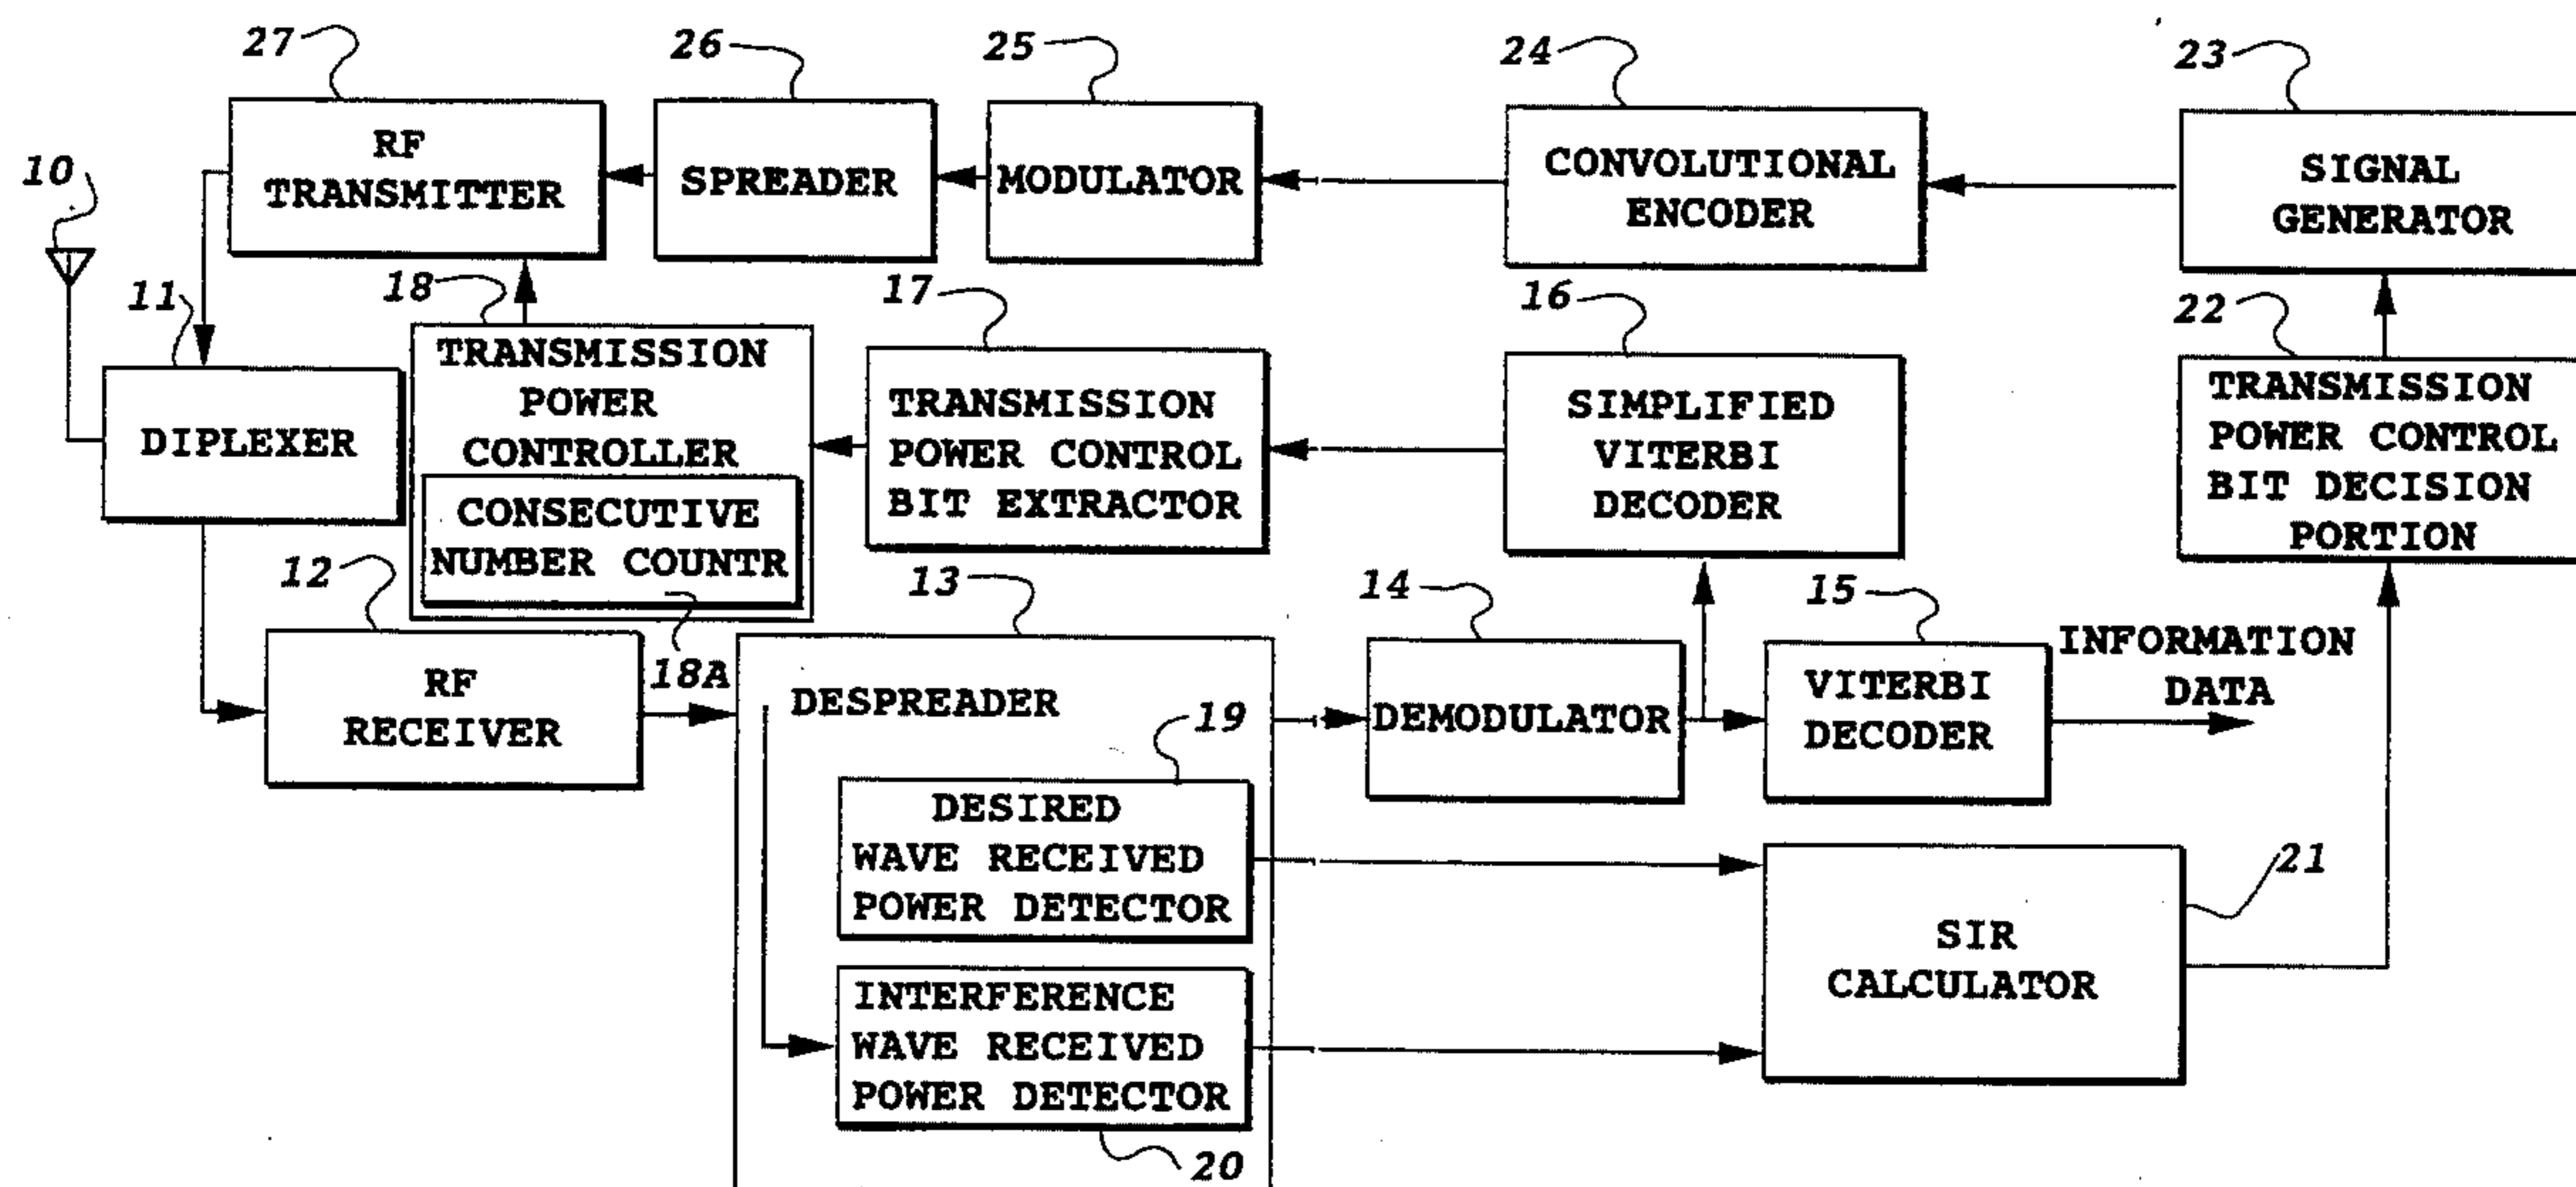 27
26
25
24
23
10
RF
TRANSMITTER
SPREADER
MODULATOR
CONVOLUTIONAL
ENCODER
SIGNAL
GENERATOR
11
18
17
16
22
DIPLEXER
TRANSMISSION
POWER
CONTROLLER
CONSECUTIVE
NUMBER COUNTR
18A
TRANSMISSION
POWER CONTROL
BIT EXTRACTOR
SIMPLIFIED
VITERBI
DECODER
TRANSMISSION
POWER CONTROL
BIT DECISION
PORTION
12
13
14
15
RF
RECEIVER
DESPREADER
DEMODULATOR
VITERBI
DECODER
INFORMATION
DATA
19
DESIRED
WAVE RECEIVED
POWER DETECTOR
INTERFERENCE
WAVE RECEIVED
POWER DETECTOR
20
SIR
CALCULATOR
21